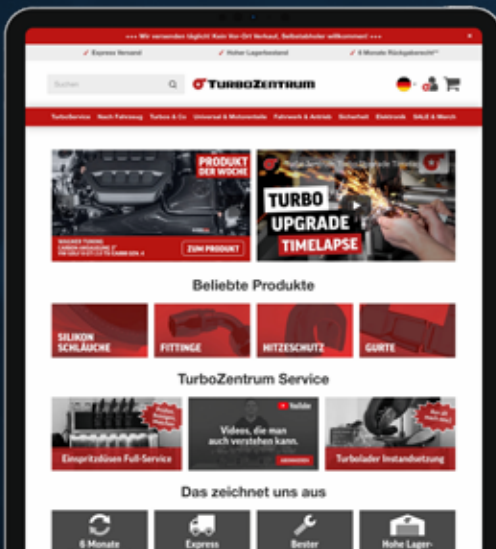 +++ Wir versenden täglich! Kein Vor-Ort Verkauf, Selbstabholer willkommen! +++
✓ Express Versand ✓ Hoher Lagerbestand ✓ 6 Monate Rückgaberecht**
Suchen TURBOZENTRUM
TurboService Nach Fahrzeug Turbos & Co Universal & Motorenteile Fahrwerk & Antrieb Sicherheit Elektronik SALE & Merch
PRODUKT
DER WOCHE
WAGNER TUNING
ZUM PRODUKT
TURBO
UPGRADE
TIMELAPSE
Beliebte Produkte
SILIKON
SCHLÄUCHE
FITTINGE
HITZESCHUTZ
GURTE
TurboZentrum Service
Einspritzdüsen Full-Service
YouTube
Videos, die man
auch verstehen kann.
Turbolader Instandsetzung
Das zeichnet uns aus
6 Monate
Express
Bester
Hohe Lager-